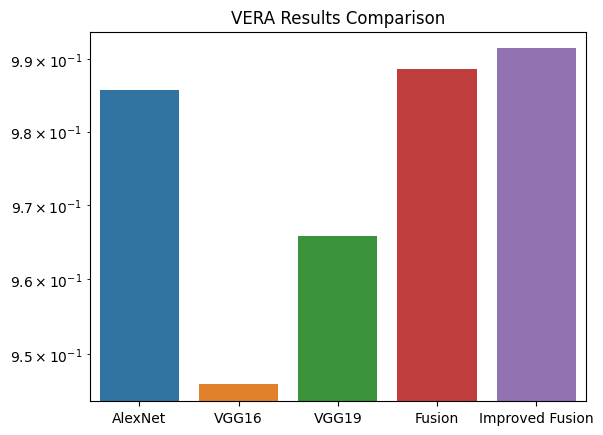 VERA Results Comparison
9.9 × 10⁻¹
9.8 × 10⁻¹
9.7 × 10⁻¹
9.6 × 10⁻¹
9.5 × 10⁻¹
AlexNet VGG16 VGG19 Fusion Improved Fusion